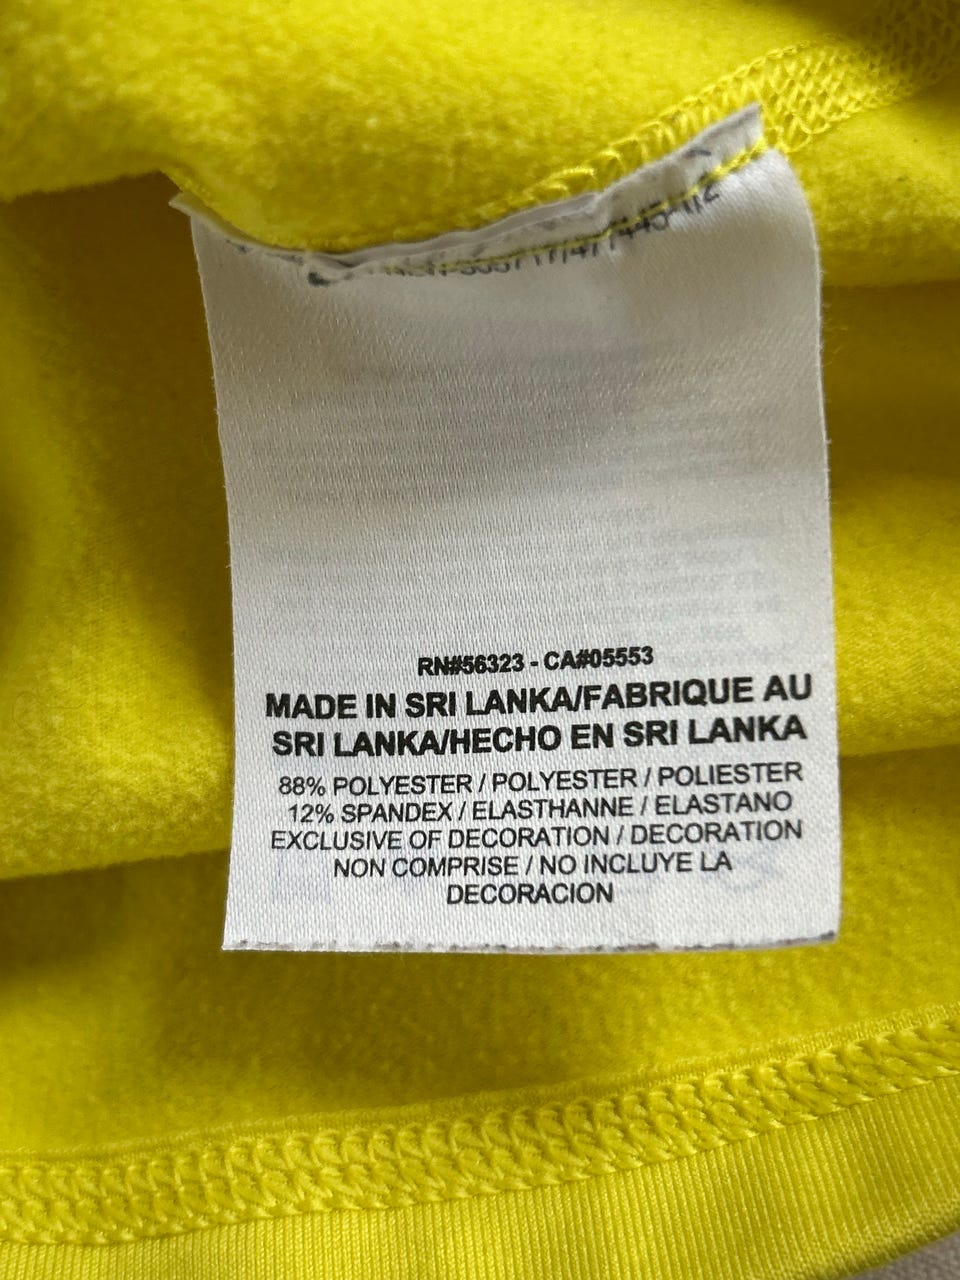 RN#56323 - CA#05553
MADE IN SRI LANKA/FABRIQUE AU
SRI LANKA/HECHO EN SRI LANKA
88% POLYESTER / POLYESTER / POLIESTER
12% SPANDEX / ELASTHANNE / ELASTANO
EXCLUSIVE OF DECORATION / DECORATION
NON COMPRISE / NO INCLUYE LA
DECORACION